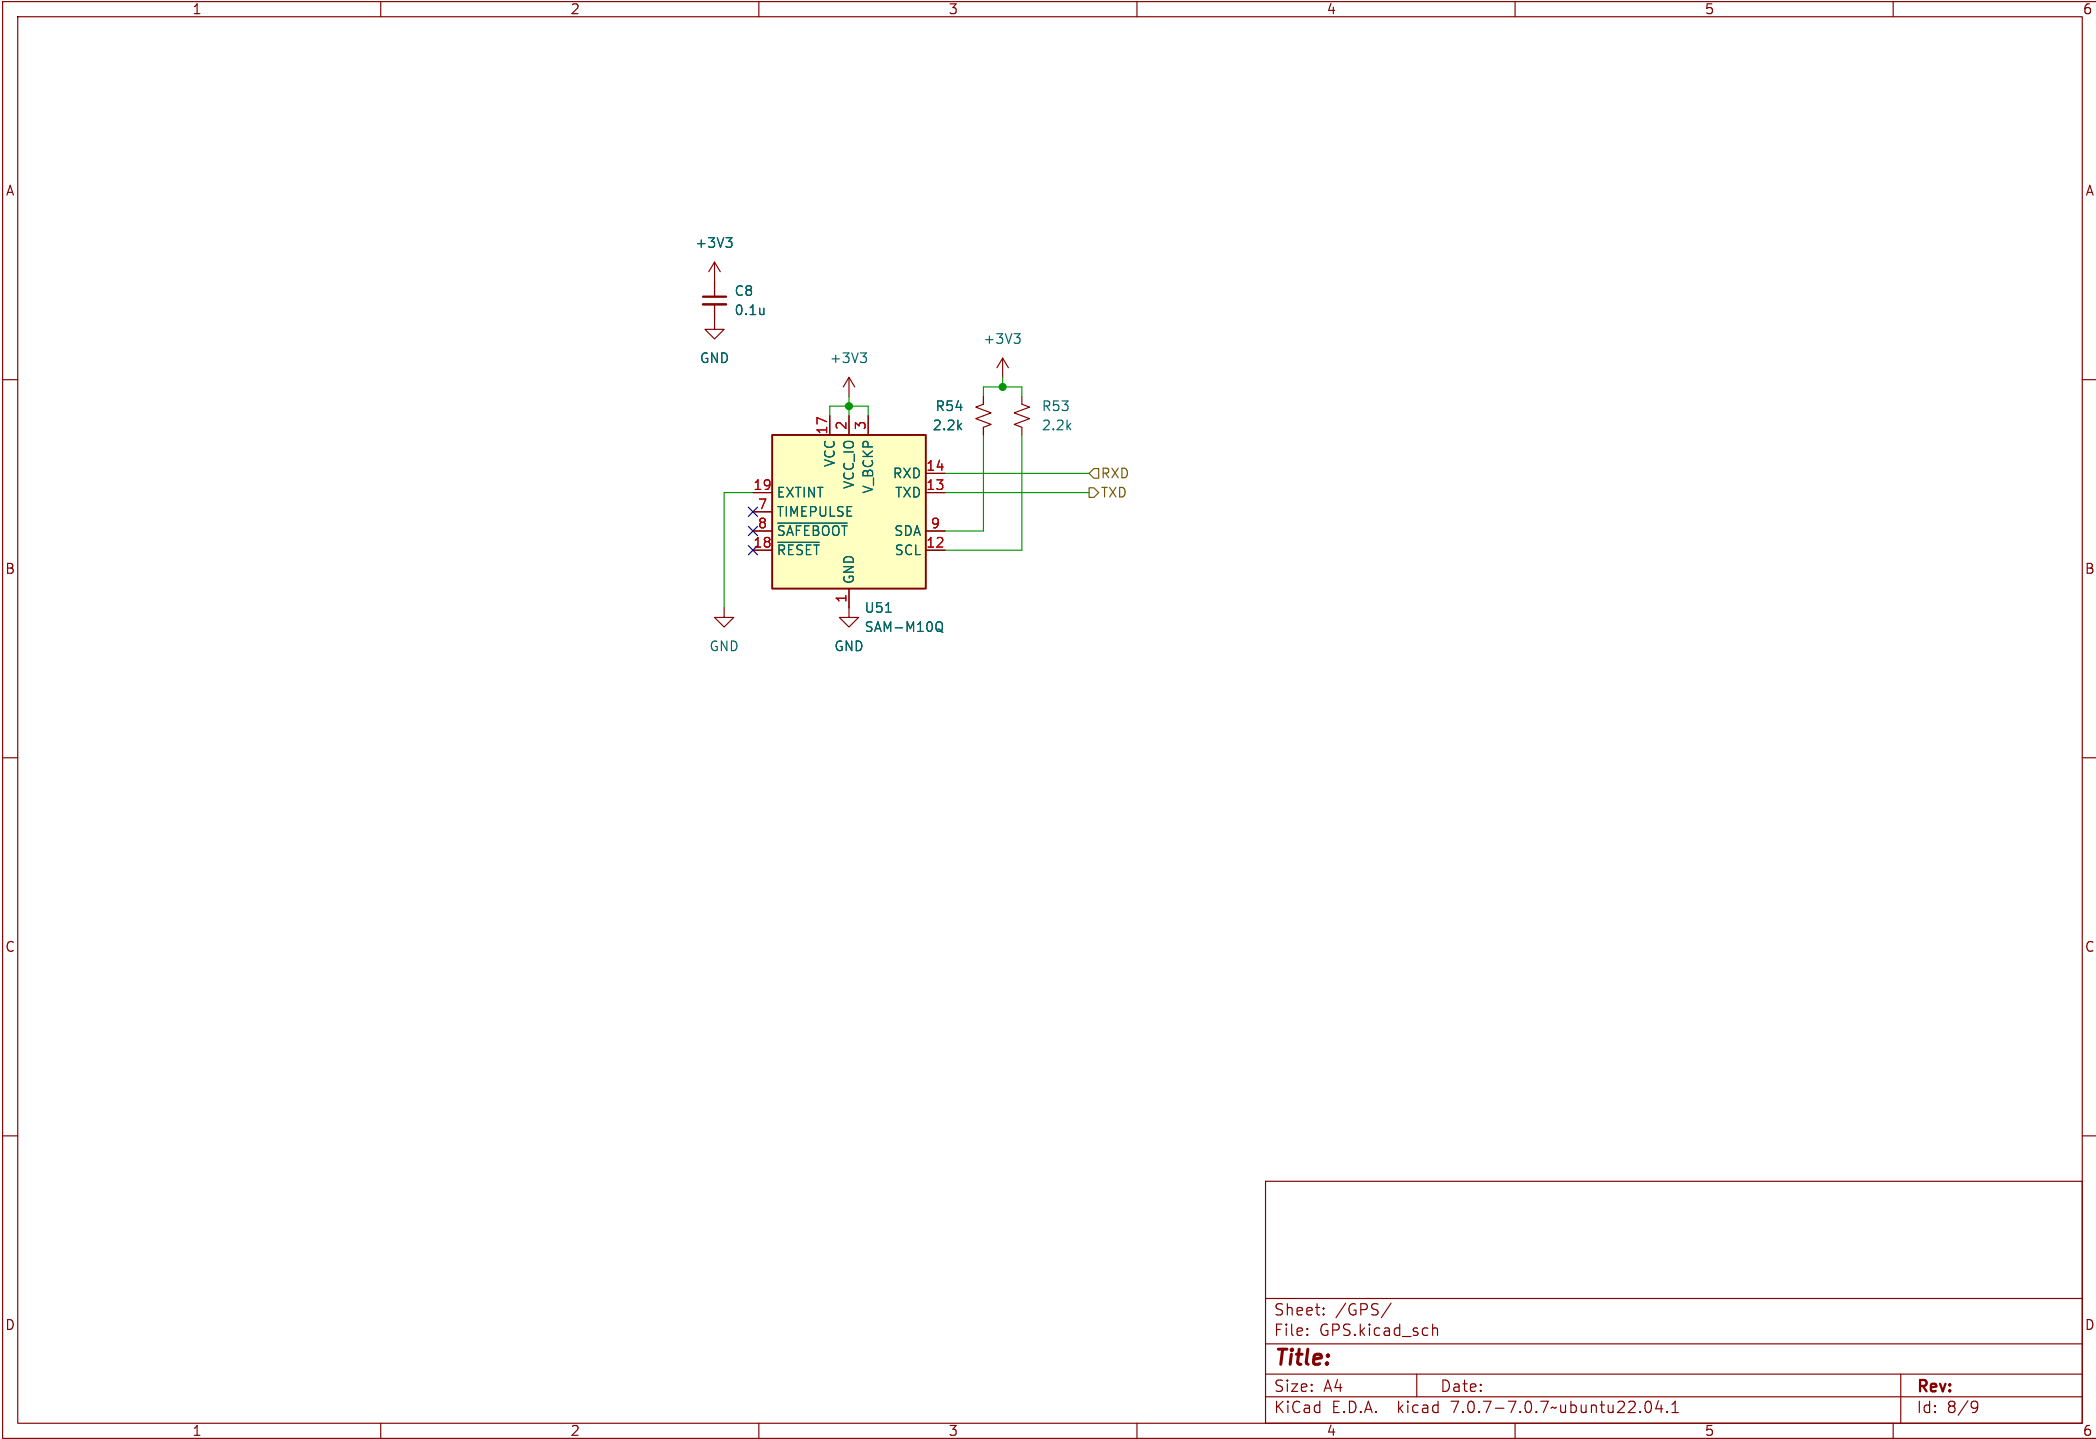 1 2 3 4 5 6
A A
+3V3
C8
0.1u
GND
+3V3
+3V3
R54
2.2k
R53
2.2k
17
2
3
VCC
VCC_IO
V_BCKP
RXD 14
RXD
TXD 13
TXD
19 EXTINT
7 TIMEPULSE
8 SAFEBOOT
18 RESET
SDA 9
SCL 12
GND
1
U51
SAM-M10Q
GND
GND
B B
C C
D D
Sheet: /GPS/
File: GPS.kicad_sch
Title:
Size: A4 Date: Rev:
KiCad E.D.A. kicad 7.0.7-7.0.7~ubuntu22.04.1 Id: 8/9
1 2 3 4 5 6